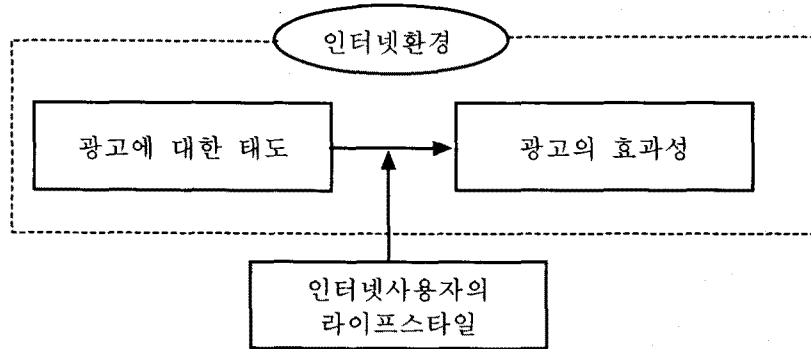 인터넷환경
광고에 대한 태도
광고의 효과성
인터넷사용자의
라이프스타일